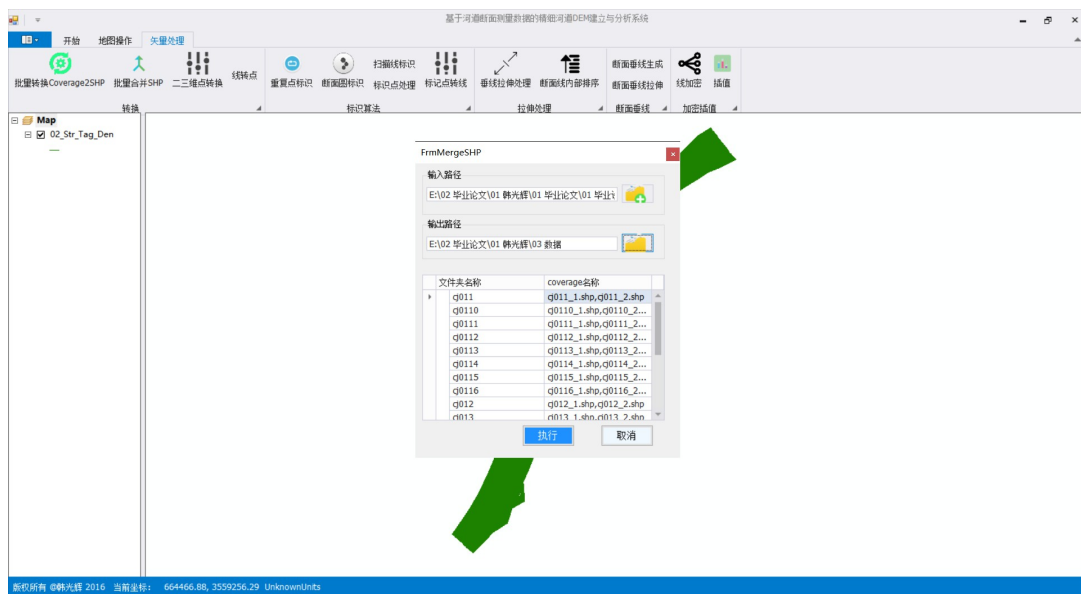 基于河道断面测量数据的精细河道DEM建立与分析系统
开始 地图操作 矢量处理
批量转换Coverage2SHP 批量合并SHP 二三维点转换 线转点 重复点标识 断面图标识 扫描线标识 标识点处理 标记点转线 垂线拉伸处理 断面线内部排序 断面垂线生成 断面垂线拉伸 线加密 插值
转换 标识算法 拉伸处理 断面垂线 加密插值
Map
02_Str_Tag_Den
FrmMergeSHP
输入路径
E:\02 毕业论文\01 韩光辉\01 毕业论文\01 毕业
输出路径
E:\02 毕业论文\01 韩光辉\03 数据
文件夹名称 coverage名称
cj011 cj011_1.shp,cj011_2.shp
cj0110 cj0110_1.shp,cj0110_2...
cj0111 cj0111_1.shp,cj0111_2...
cj0112 cj0112_1.shp,cj0112_2...
cj0113 cj0113_1.shp,cj0113_2...
cj0114 cj0114_1.shp,cj0114_2...
cj0115 cj0115_1.shp,cj0115_2...
cj0116 cj0116_1.shp,cj0116_2...
cj012 cj012_1.shp,cj012_2.shp
cj013 cj013_1.shp,cj013_2.shp
执行 取消
版权所有 @韩光辉 2016 当前坐标： 664466.88, 3559256.29 UnknownUnits